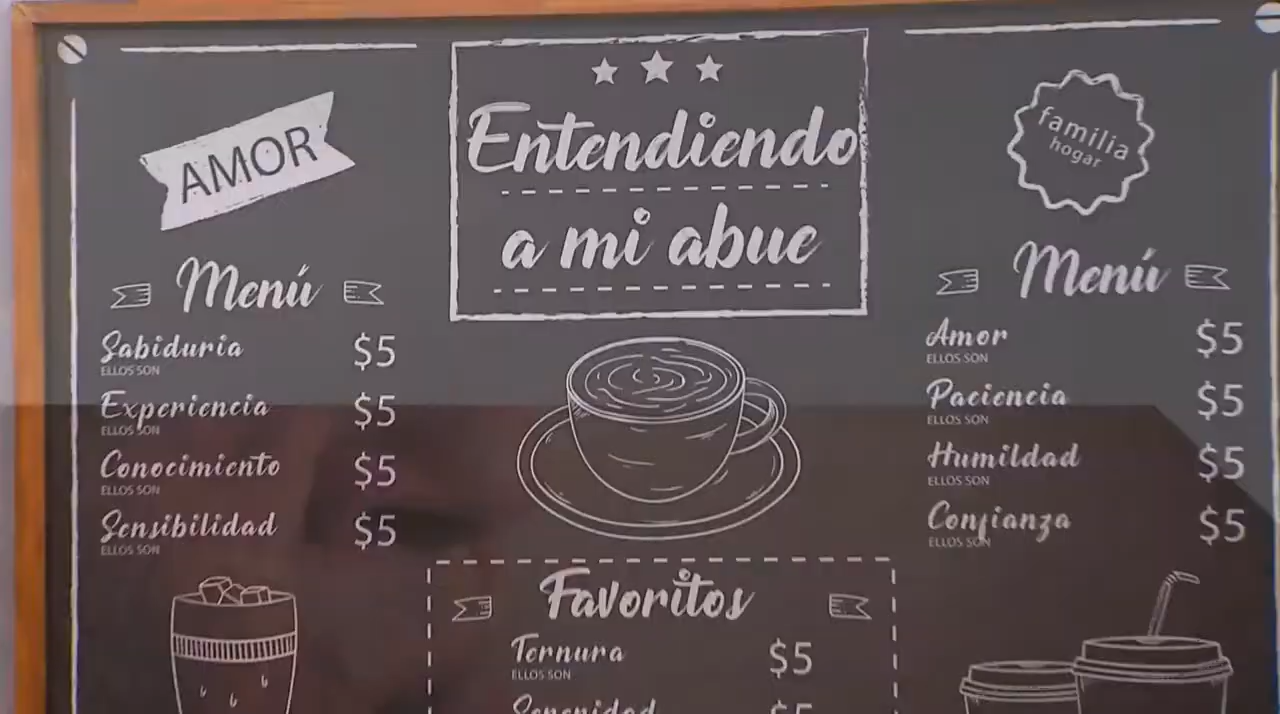 AMOR
Entendiendo
a mi abue
familia
hogar
Menú
Sabiduria $5
ELLOS SON
Experiencia $5
ELLOS SON
Conocimiento $5
ELLOS SON
Sensibilidad $5
ELLOS SON
Menú
Amor $5
ELLOS SON
Paciencia $5
ELLOS SON
Humildad $5
ELLOS SON
Confianza $5
ELLOS SON
Favoritos
Ternura $5
ELLOS SON
Serenidad $5